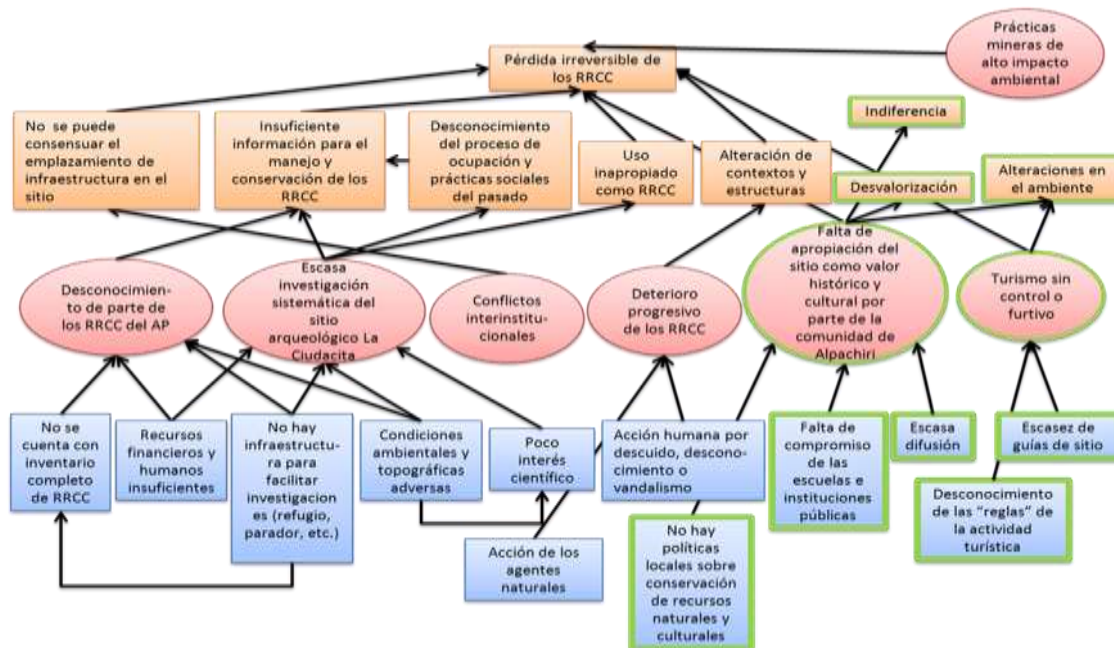 Prácticas
mineras de
alto impacto
ambiental
Pérdida irreversible de
los RRCC
Indiferencia
No se puede
consensuar el
emplazamiento de
infraestructura en el
sitio
Insuficiente
información para el
manejo y
conservación de los
RRCC
Desconocimiento
del proceso de
ocupación y
prácticas sociales
del pasado
Uso
inapropiado
como RRCC
Alteración de
contextos y
estructuras
Desvalorización
Alteraciones en
el ambiente
Desconocimien-
to de parte de
los RRCC del AP
Escasa
investigación
sistemática del
sitio
arqueológico La
Ciudacita
Conflictos
interinstitu-
cionales
Deterioro
progresivo
de los RRCC
Falta de
apropiación del
sitio como valor
histórico y
cultural por
parte de la
comunidad de
Alpachiri
Turismo sin
control o
furtivo
No se
cuenta con
inventario
completo
de RRCC
Recursos
financieros y
humanos
insuficientes
No hay
infraestructu-
ra para
facilitar
investigacion
es (refugio,
parador, etc.)
Condiciones
ambientales y
topográficas
adversas
Poco
interés
científico
Acción humana por
descuido, descono-
cimiento o
vandalismo
Falta de
compromiso
de las
escuelas e
instituciones
públicas
Escasa
difusión
Escasez de
guías de sitio
Desconocimiento
de las “reglas” de
la actividad
turística
Acción de los
agentes
naturales
No hay
políticas
locales sobre
conservación
de recursos
naturales y
culturales